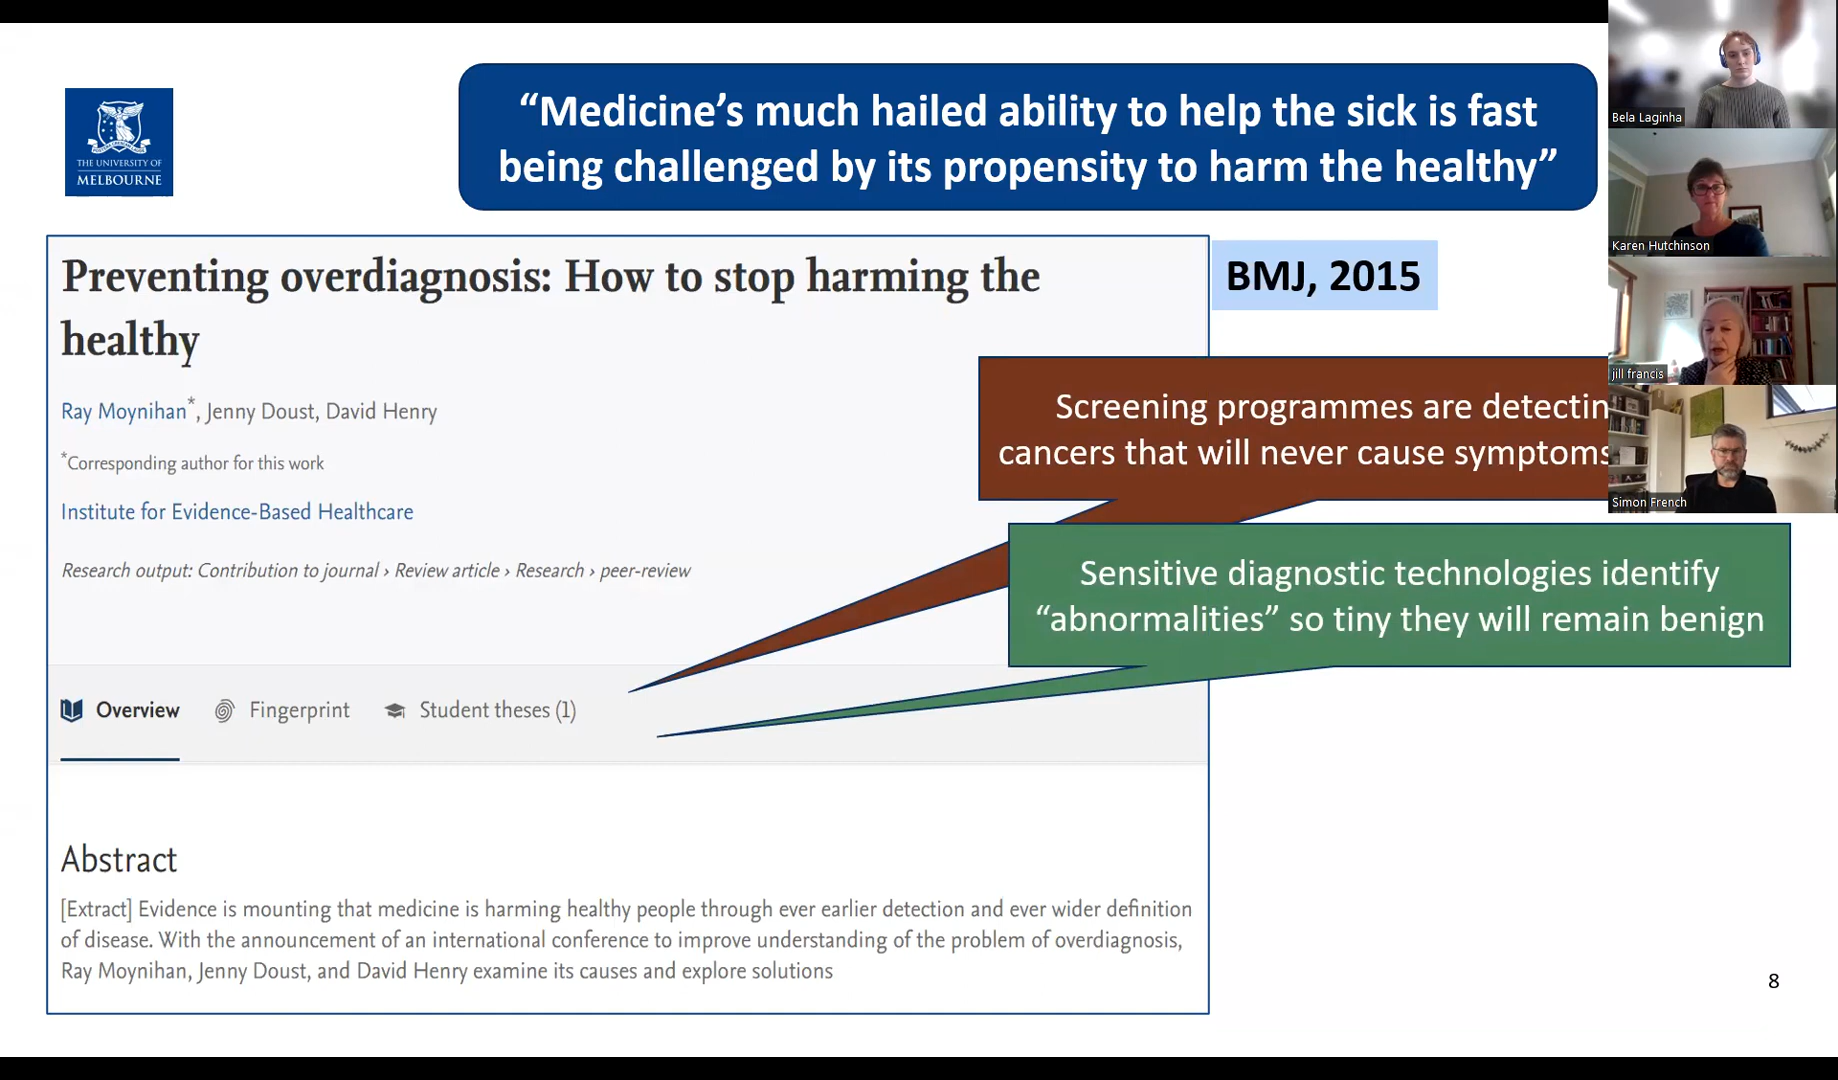 THE UNIVERSITY OF
MELBOURNE
“Medicine’s much hailed ability to help the sick is fast
being challenged by its propensity to harm the healthy”
Preventing overdiagnosis: How to stop harming the
healthy
BMJ, 2015
Ray Moynihan*, Jenny Doust, David Henry
*Corresponding author for this work
Institute for Evidence-Based Healthcare
Research output: Contribution to journal › Review article › Research › peer-review
Screening programmes are detectin
cancers that will never cause symptoms
Sensitive diagnostic technologies identify
“abnormalities” so tiny they will remain benign
Overview Fingerprint Student theses (1)
Abstract
[Extract] Evidence is mounting that medicine is harming healthy people through ever earlier detection and ever wider definition
of disease. With the announcement of an international conference to improve understanding of the problem of overdiagnosis,
Ray Moynihan, Jenny Doust, and David Henry examine its causes and explore solutions
8
Bela Laginha
Karen Hutchinson
jill francis
Simon French